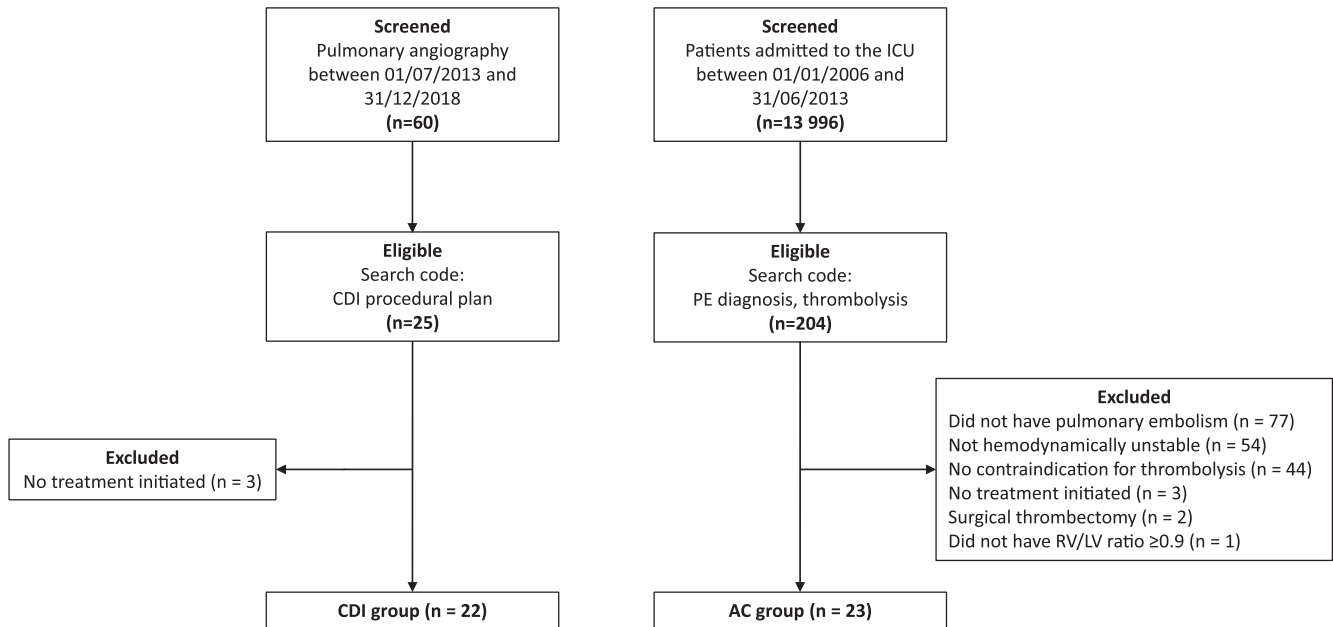 Screened
Pulmonary angiography
between 01/07/2013 and
31/12/2018
(n=60)
Screened
Patients admitted to the ICU
between 01/01/2006 and
31/06/2013
(n=13 996)
Eligible
Search code:
CDI procedural plan
(n=25)
Eligible
Search code:
PE diagnosis, thrombolysis
(n=204)
Excluded
No treatment initiated (n = 3)
Excluded
Did not have pulmonary embolism (n = 77)
Not hemodynamically unstable (n = 54)
No contraindication for thrombolysis (n = 44)
No treatment initiated (n = 3)
Surgical thrombectomy (n = 2)
Did not have RV/LV ratio ≥0.9 (n = 1)
CDI group (n = 22)
AC group (n = 23)